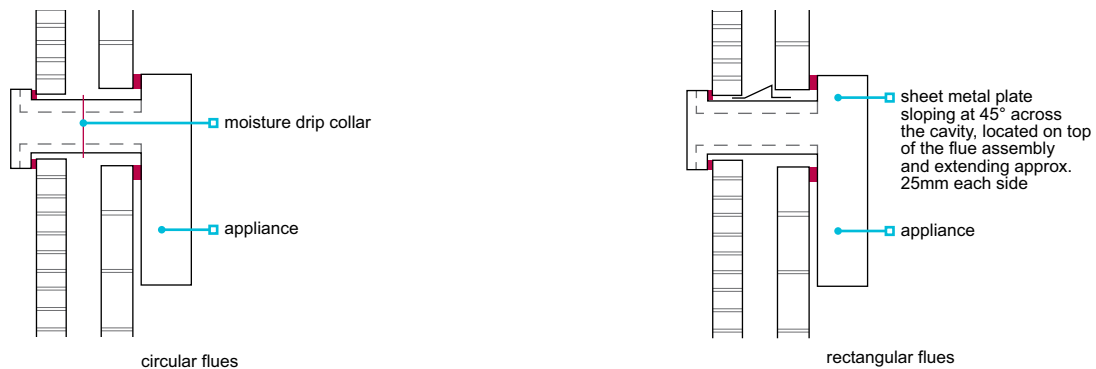 moisture drip collar
appliance
circular flues
sheet metal plate
sloping at 45° across
the cavity, located on top
of the flue assembly
and extending approx.
25mm each side
appliance
rectangular flues